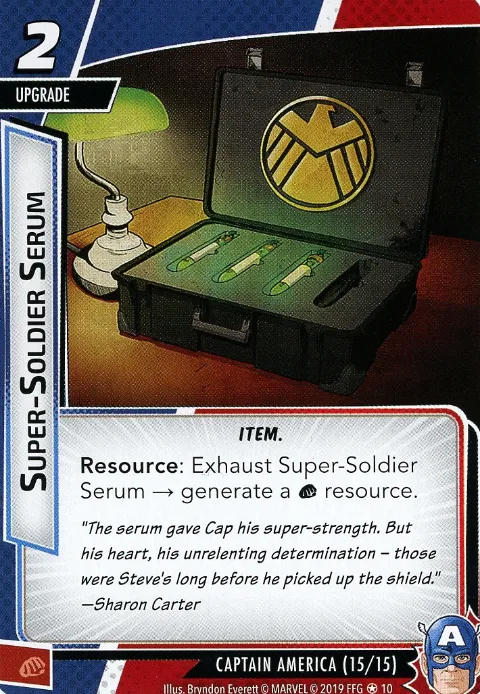 2
UPGRADE
SUPER-SOLDIER SERUM
ITEM.
Resource: Exhaust Super-Soldier
Serum → generate a resource.
"The serum gave Cap his super-strength. But
his heart, his unrelenting determination – those
were Steve's long before he picked up the shield."
—Sharon Carter
CAPTAIN AMERICA (15/15)
Illus. Bryndon Everett © MARVEL © 2019 FFG 10
A